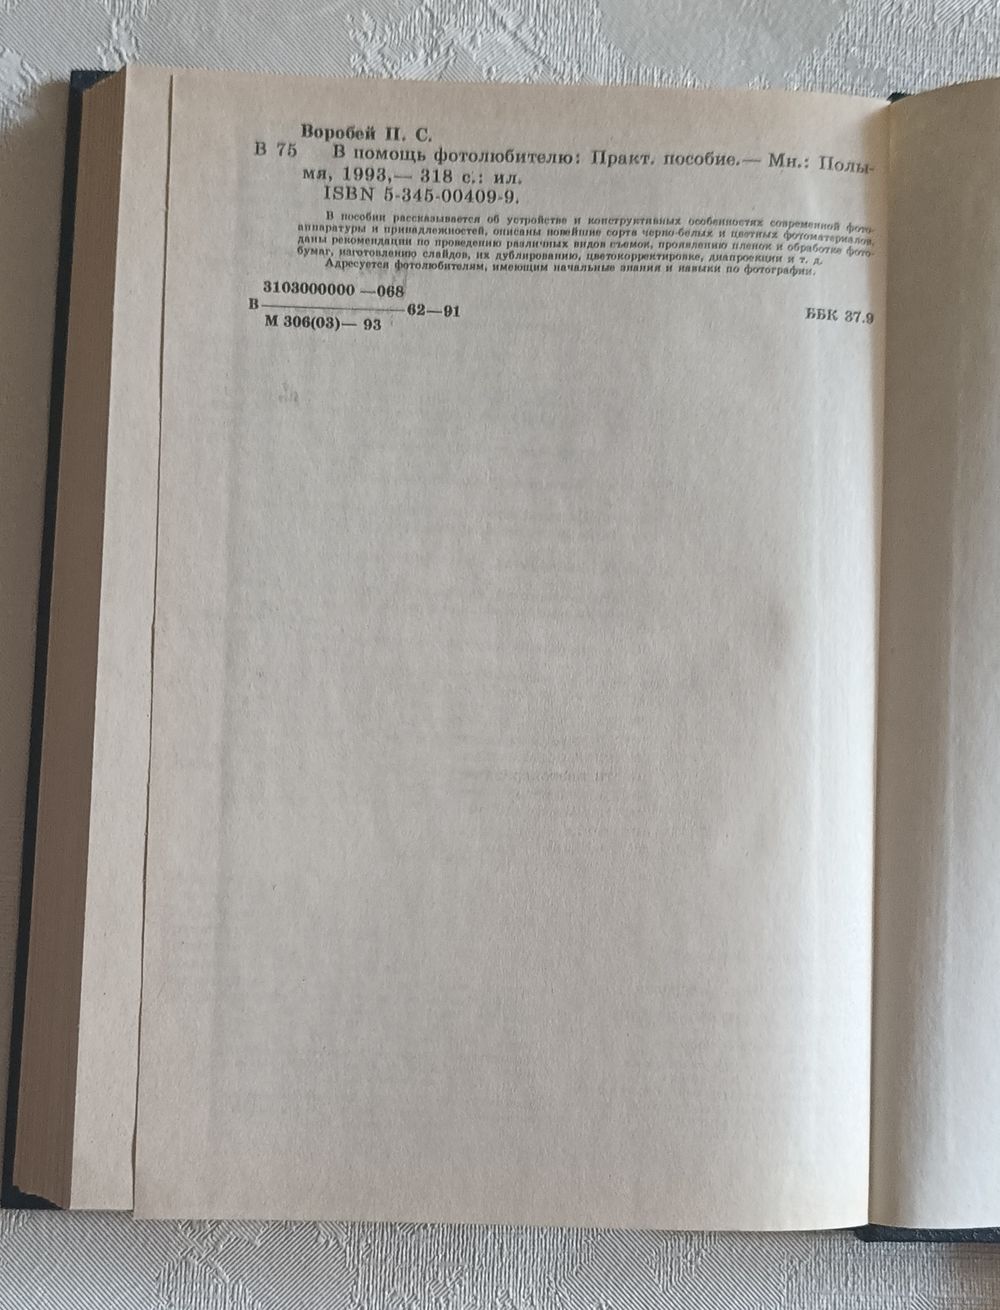 Воробей П. С.
В 75 В помощь фотолюбителю: Практ. пособие.— Мн.: Полы-
мя, 1993,— 318 с.: ил.
ISBN 5-345-00409-9.
В пособии рассказывается об устройстве и конструктивных особенностях современной фото-
аппаратуры и принадлежностей, описаны новейшие сорта черно-белых и цветных фотоматериалов,
даны рекомендации по проведению различных видов съемок, проявлению пленок и обработке фото-
бумаг, изготовлению слайдов, их дублированию, цветокорректировке, диапроекции и т. д.
Адресуется фотолюбителям, имеющим начальные знания и навыки по фотографии.
3103000000 —068
В 62—91
М 306(03)— 93
ББК 37.9